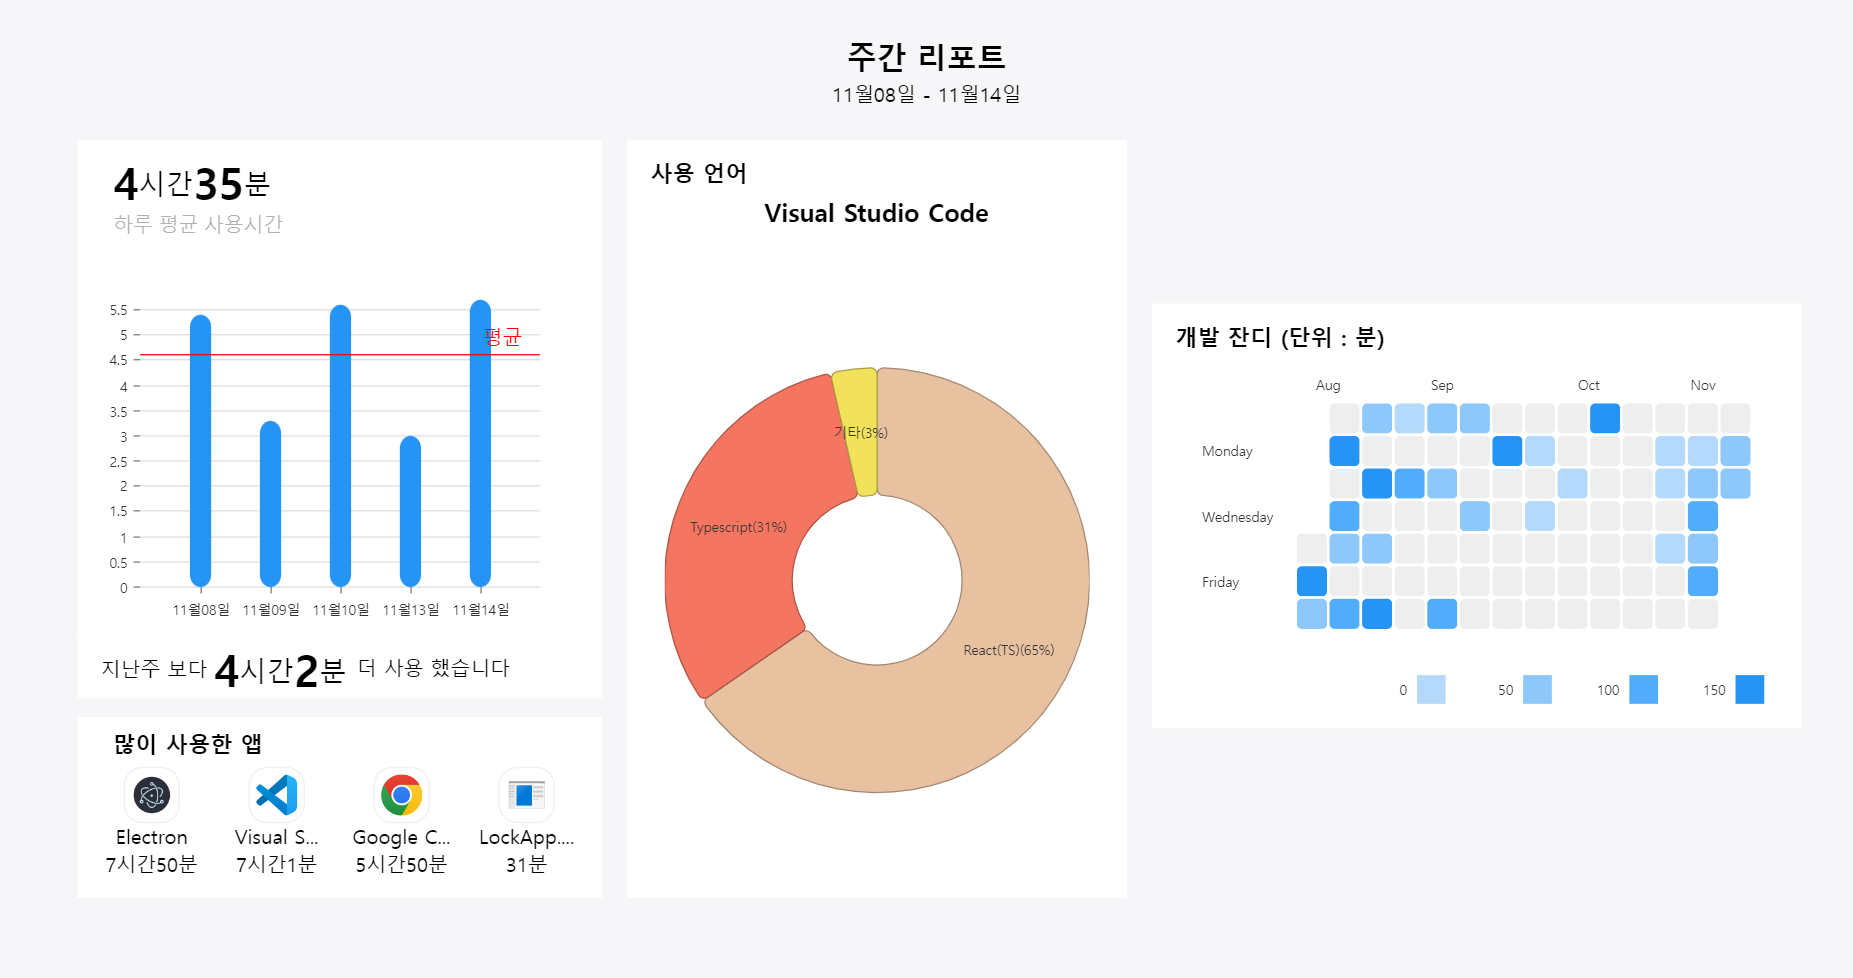 주간 리포트
11월08일 - 11월14일
4시간35분
하루 평균 사용시간
5.5
5
4.5
4
3.5
3
2.5
2
1.5
1
0.5
0
평균
11월08일 11월09일 11월10일 11월13일 11월14일
지난주 보다 4시간2분 더 사용 했습니다
많이 사용한 앱
Electron Visual S... Google C... LockApp....
7시간50분 7시간1분 5시간50분 31분
사용 언어
Visual Studio Code
기타(3%)
Typescript(31%)
React(TS)(65%)
개발 잔디 (단위 : 분)
Aug Sep Oct Nov
Monday
Wednesday
Friday
0 50 100 150